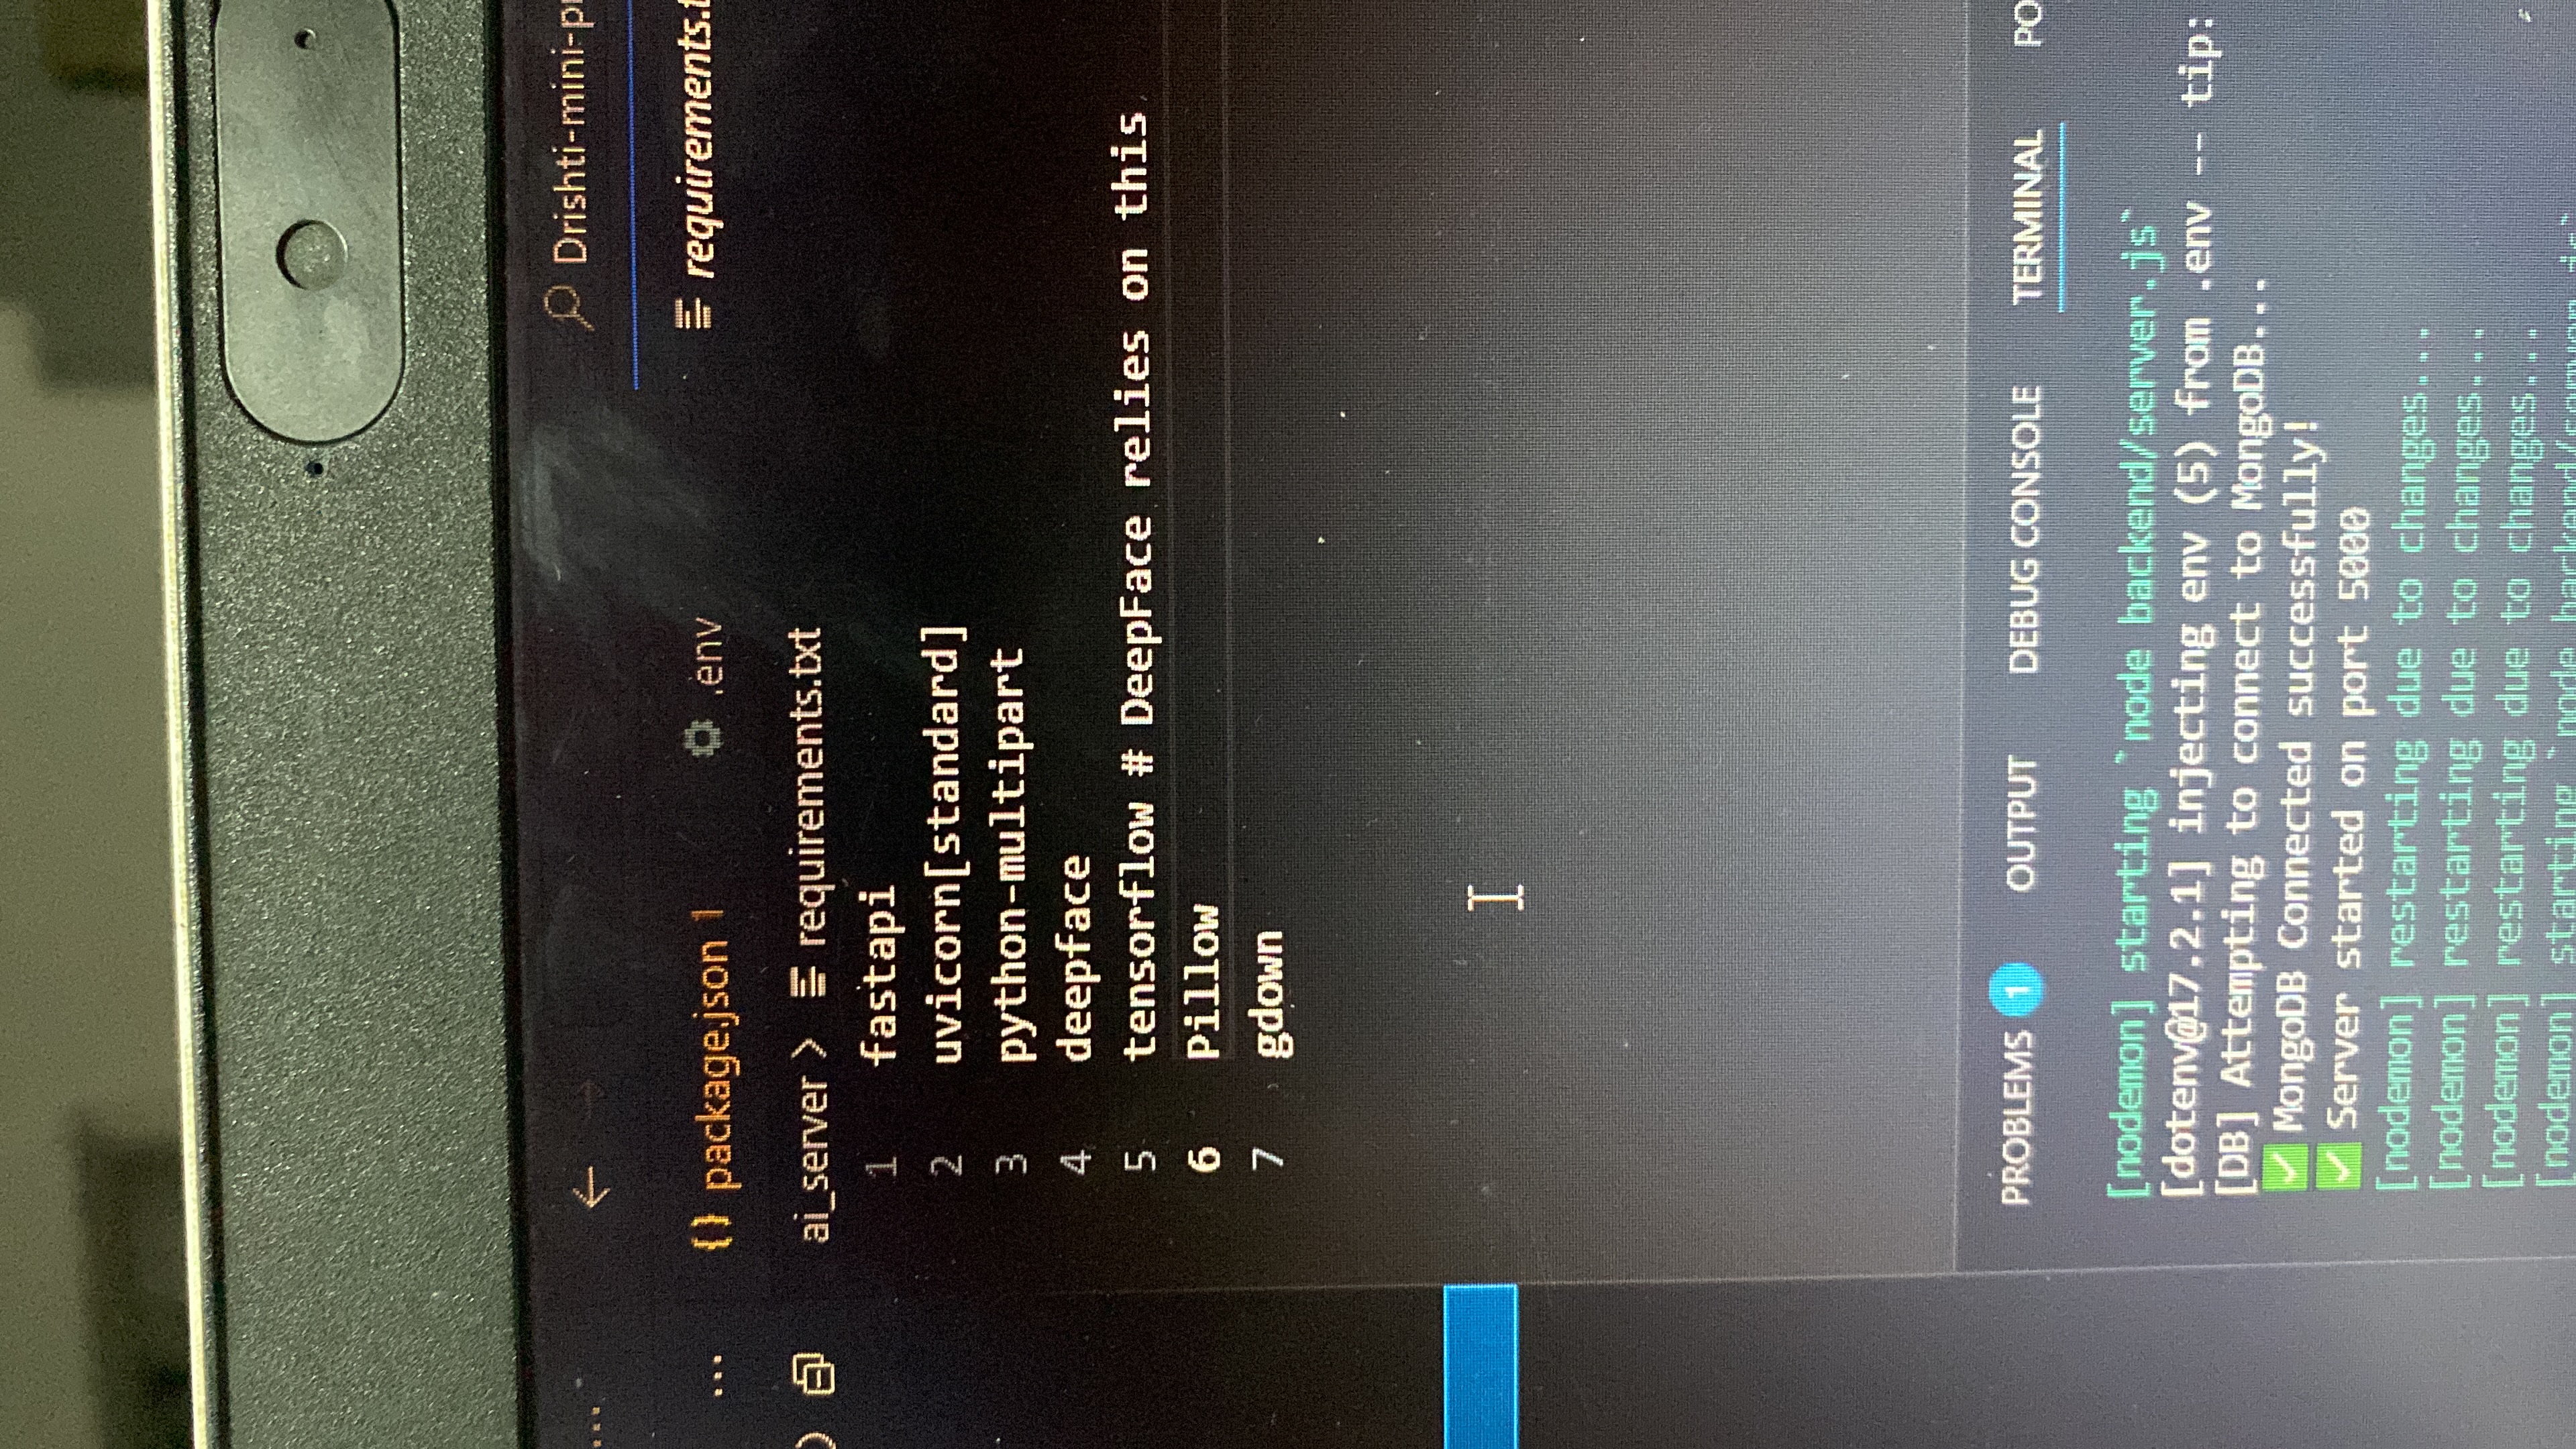 Drishti-mini-
{} package.json 1
.env
requirements.
ai_server > requirements.txt
1 fastapi
2 uvicorn[standard]
3 python-multipart
4 deepface
5 tensorflow # DeepFace relies on this
6 Pillow
7 gdown
PROBLEMS 1 OUTPUT DEBUG CONSOLE TERMINAL PO
[nodemon] starting `node backend/server.js`
[dotenv@17.2.1] injecting env (5) from .env -- tip:
[DB] Attempting to connect to MongoDB...
✅ MongoDB Connected successfully!
✅ Server started on port 5000
[nodemon] restarting due to changes...
[nodemon] restarting due to changes...
[nodemon] restarting due to changes...
[nodemon] starting `node backend/server.js`